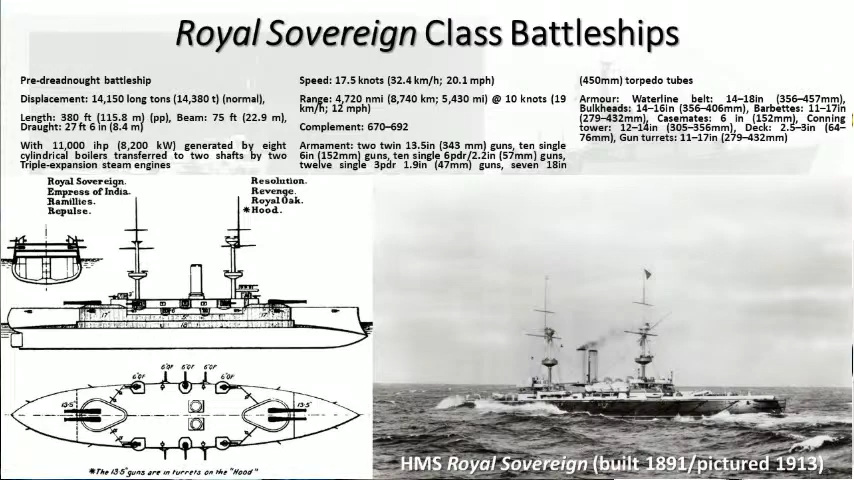 Royal Sovereign Class Battleships
Pre-dreadnought battleship
Displacement: 14,150 long tons (14,380 t) (normal),
Length: 380 ft (115.8 m) (pp), Beam: 75 ft (22.9 m),
Draught: 27 ft 6 in (8.4 m)
With 11,000 ihp (8,200 kW) generated by eight
cylindrical boilers transferred to two shafts by two
Triple-expansion steam engines
Speed: 17.5 knots (32.4 km/h; 20.1 mph)
Range: 4,720 nmi (8,740 km; 5,430 mi) @ 10 knots (19
km/h; 12 mph)
Complement: 670–692
Armament: two twin 13.5in (343 mm) guns, ten single
6in (152mm) guns, ten single 6pdr/2.2in (57mm) guns,
twelve single 3pdr 1.9in (47mm) guns, seven 18in
(450mm) torpedo tubes
Armour: Waterline belt: 14–18in (356–457mm),
Bulkheads: 14–16in (356–406mm), Barbettes: 11–17in
(279–432mm), Casemates: 6 in (152mm), Conning
tower: 12–14in (305–356mm), Deck: 2.5–3in (64–
76mm), Gun turrets: 11–17in (279–432mm)
Royal Sovereign.
Empress of India.
Ramillies.
Repulse.
Resolution.
Revenge.
Royal Oak.
*Hood.
17"
5"
18"
17"
6"QF
6"QF
6"QF
6"QF
6"QF
13·5"
13·5"
*The 13·5" guns are in turrets on the "Hood"
HMS Royal Sovereign (built 1891/pictured 1913)